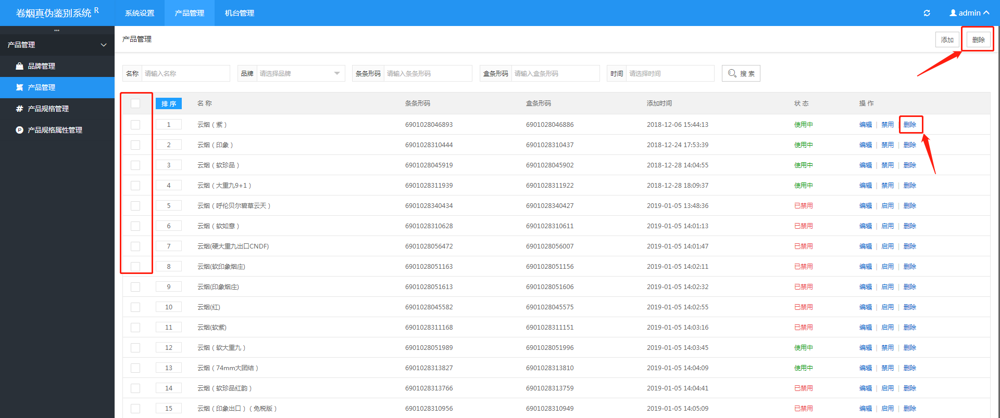 卷烟真伪鉴别系统 R 系统设置 产品管理 机台管理 admin
产品管理
品牌管理
产品管理
产品规格管理
产品规格属性管理
产品管理 添加 删除
名称 请输入名称 品牌 请选择品牌 条条形码 请输入条条形码 盒条形码 请输入盒条形码 时间 请选择时间 搜 索
排 序 名 称 条条形码 盒条形码 添加时间 状 态 操 作
1 云烟（紫） 6901028046893 6901028046886 2018-12-06 15:44:13 使用中 编辑 | 禁用 | 删除
2 云烟（印象） 6901028310444 6901028310437 2018-12-24 17:53:39 使用中 编辑 | 禁用 | 删除
3 云烟（软珍品） 6901028045919 6901028045902 2018-12-28 14:04:55 使用中 编辑 | 禁用 | 删除
4 云烟（大重九9+1） 6901028311939 6901028311922 2018-12-28 18:09:37 使用中 编辑 | 禁用 | 删除
5 云烟（呼伦贝尔碧草云天） 6901028340434 6901028340427 2019-01-05 13:48:36 已禁用 编辑 | 启用 | 删除
6 云烟（软如意） 6901028310628 6901028310611 2019-01-05 14:01:13 已禁用 编辑 | 启用 | 删除
7 云烟(硬大重九出口CNDF) 6901028056472 6901028056007 2019-01-05 14:01:47 已禁用 编辑 | 启用 | 删除
8 云烟(软印象烟庄) 6901028051163 6901028051156 2019-01-05 14:02:11 已禁用 编辑 | 启用 | 删除
9 云烟(印象烟庄) 6901028051613 6901028051606 2019-01-05 14:02:32 已禁用 编辑 | 启用 | 删除
10 云烟(红) 6901028045582 6901028045575 2019-01-05 14:02:55 已禁用 编辑 | 启用 | 删除
11 云烟(软紫) 6901028311168 6901028311151 2019-01-05 14:03:16 已禁用 编辑 | 启用 | 删除
12 云烟（软大重九） 6901028051989 6901028051996 2019-01-05 14:03:45 使用中 编辑 | 禁用 | 删除
13 云烟（74mm大团结） 6901028313827 6901028313810 2019-01-05 14:04:09 使用中 编辑 | 禁用 | 删除
14 云烟（软珍品红韵） 6901028313766 6901028313759 2019-01-05 14:04:41 已禁用 编辑 | 启用 | 删除
15 云烟（印象出口）（免税版） 6901028310956 6901028310949 2019-01-05 14:05:09 已禁用 编辑 | 启用 | 删除